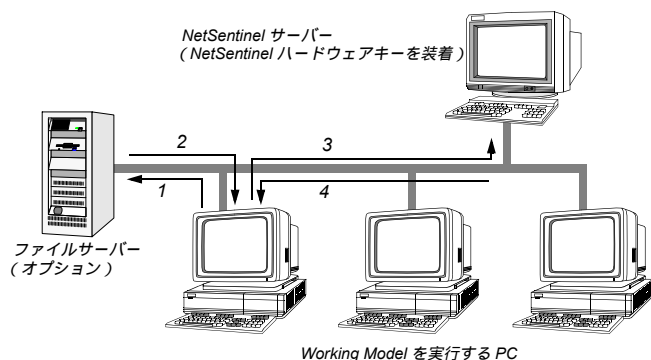 NetSentinel サーバー
(NetSentinel ハードウェアキーを装着)
2
3
1
4
ファイルサーバー
(オプション)
Working Model を実行する PC